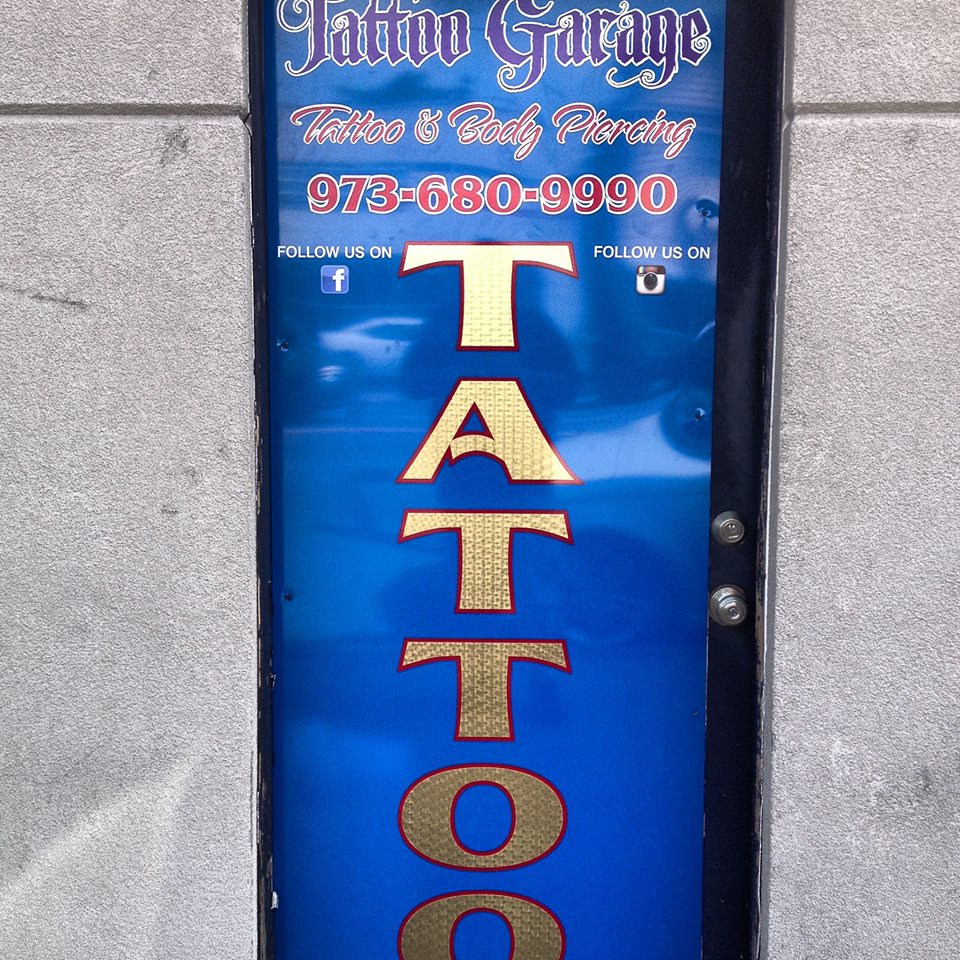 Tattoo Garage
Tattoo & Body Piercing
973-680-9990
FOLLOW US ON
f
FOLLOW US ON
TATTOO